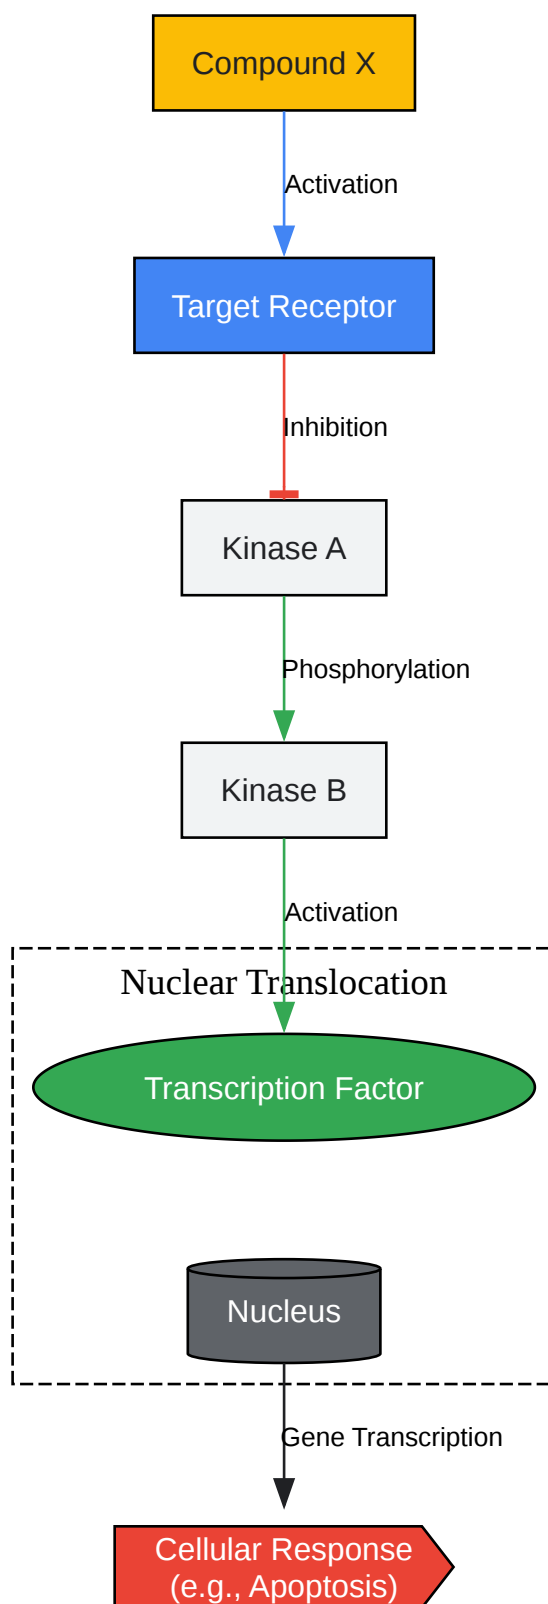 Compound X
Activation
Target Receptor
Inhibition
Kinase A
Phosphorylation
Kinase B
Activation
Nuclear Translocation
Transcription Factor
Nucleus
Gene Transcription
Cellular Response
(e.g., Apoptosis)